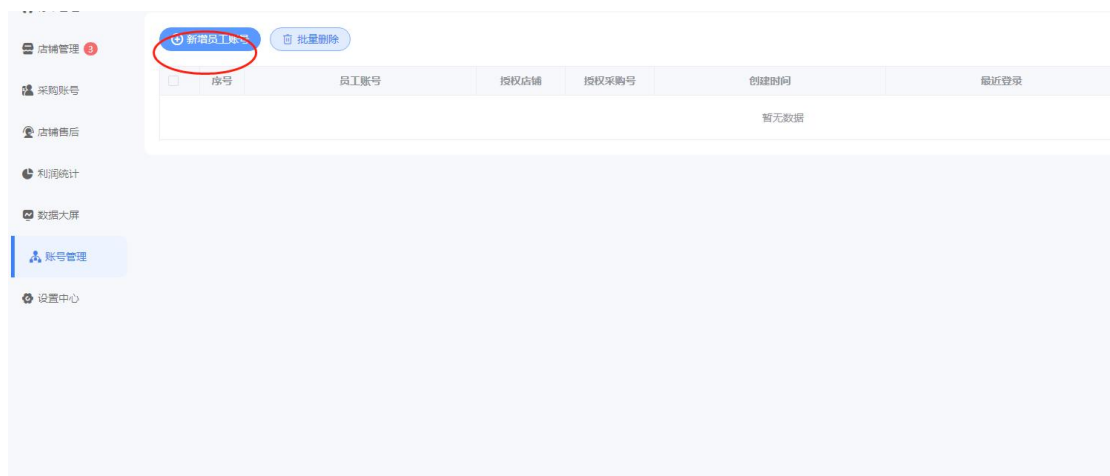 店铺管理 3
采购账号
店铺售后
利润统计
数据大屏
账号管理
设置中心
新增员工账号 批量删除
序号 员工账号 授权店铺 授权采购号 创建时间 最近登录
暂无数据